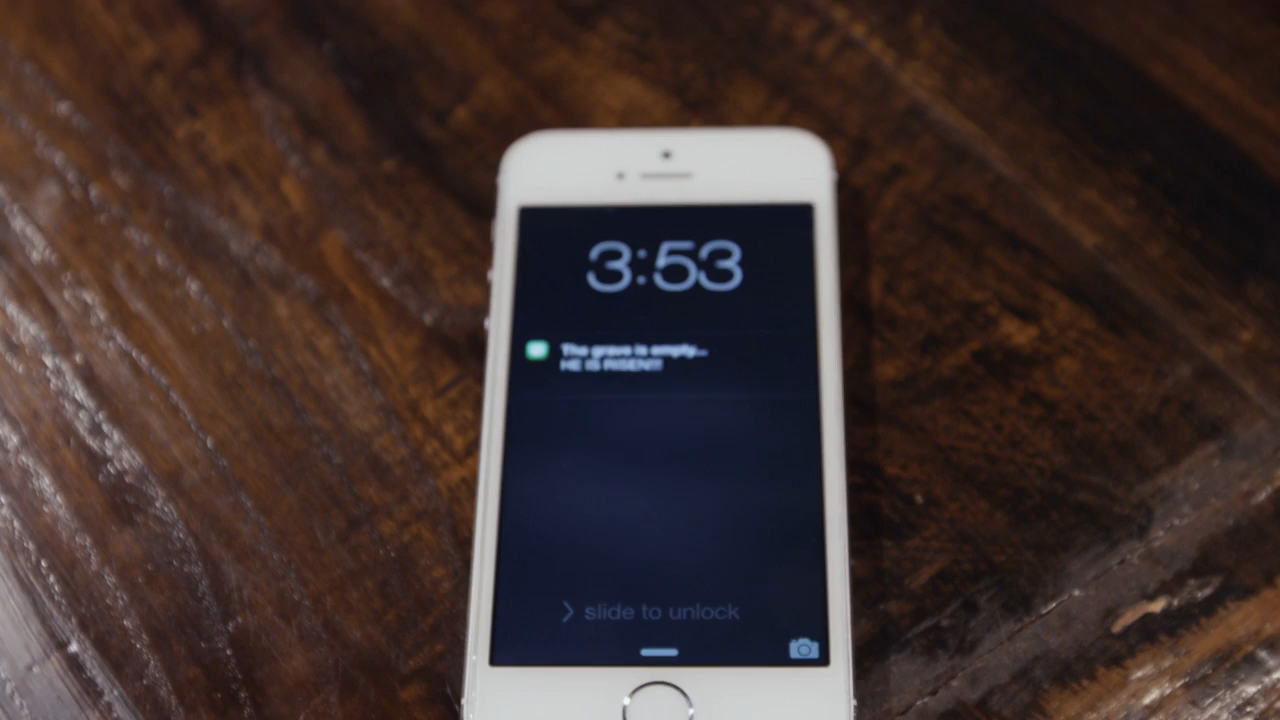 3:53
The grave is empty...
HE IS RISEN!!!
slide to unlock